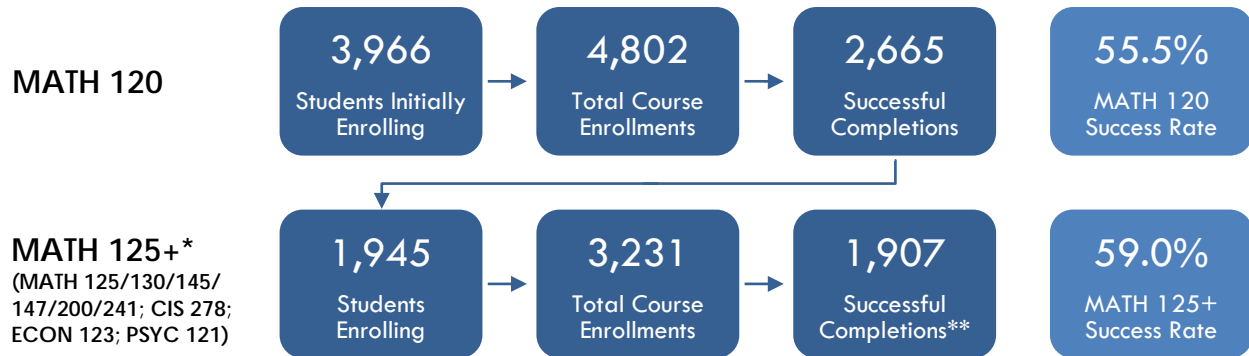 MATH 120
3,966
Students Initially
Enrolling
4,802
Total Course
Enrollments
2,665
Successful
Completions
55.5%
MATH 120
Success Rate
MATH 125+*
(MATH 125/130/145/
147/200/241; CIS 278;
ECON 123; PSYC 121)
1,945
Students
Enrolling
3,231
Total Course
Enrollments
1,907
Successful
Completions**
59.0%
MATH 125+
Success Rate